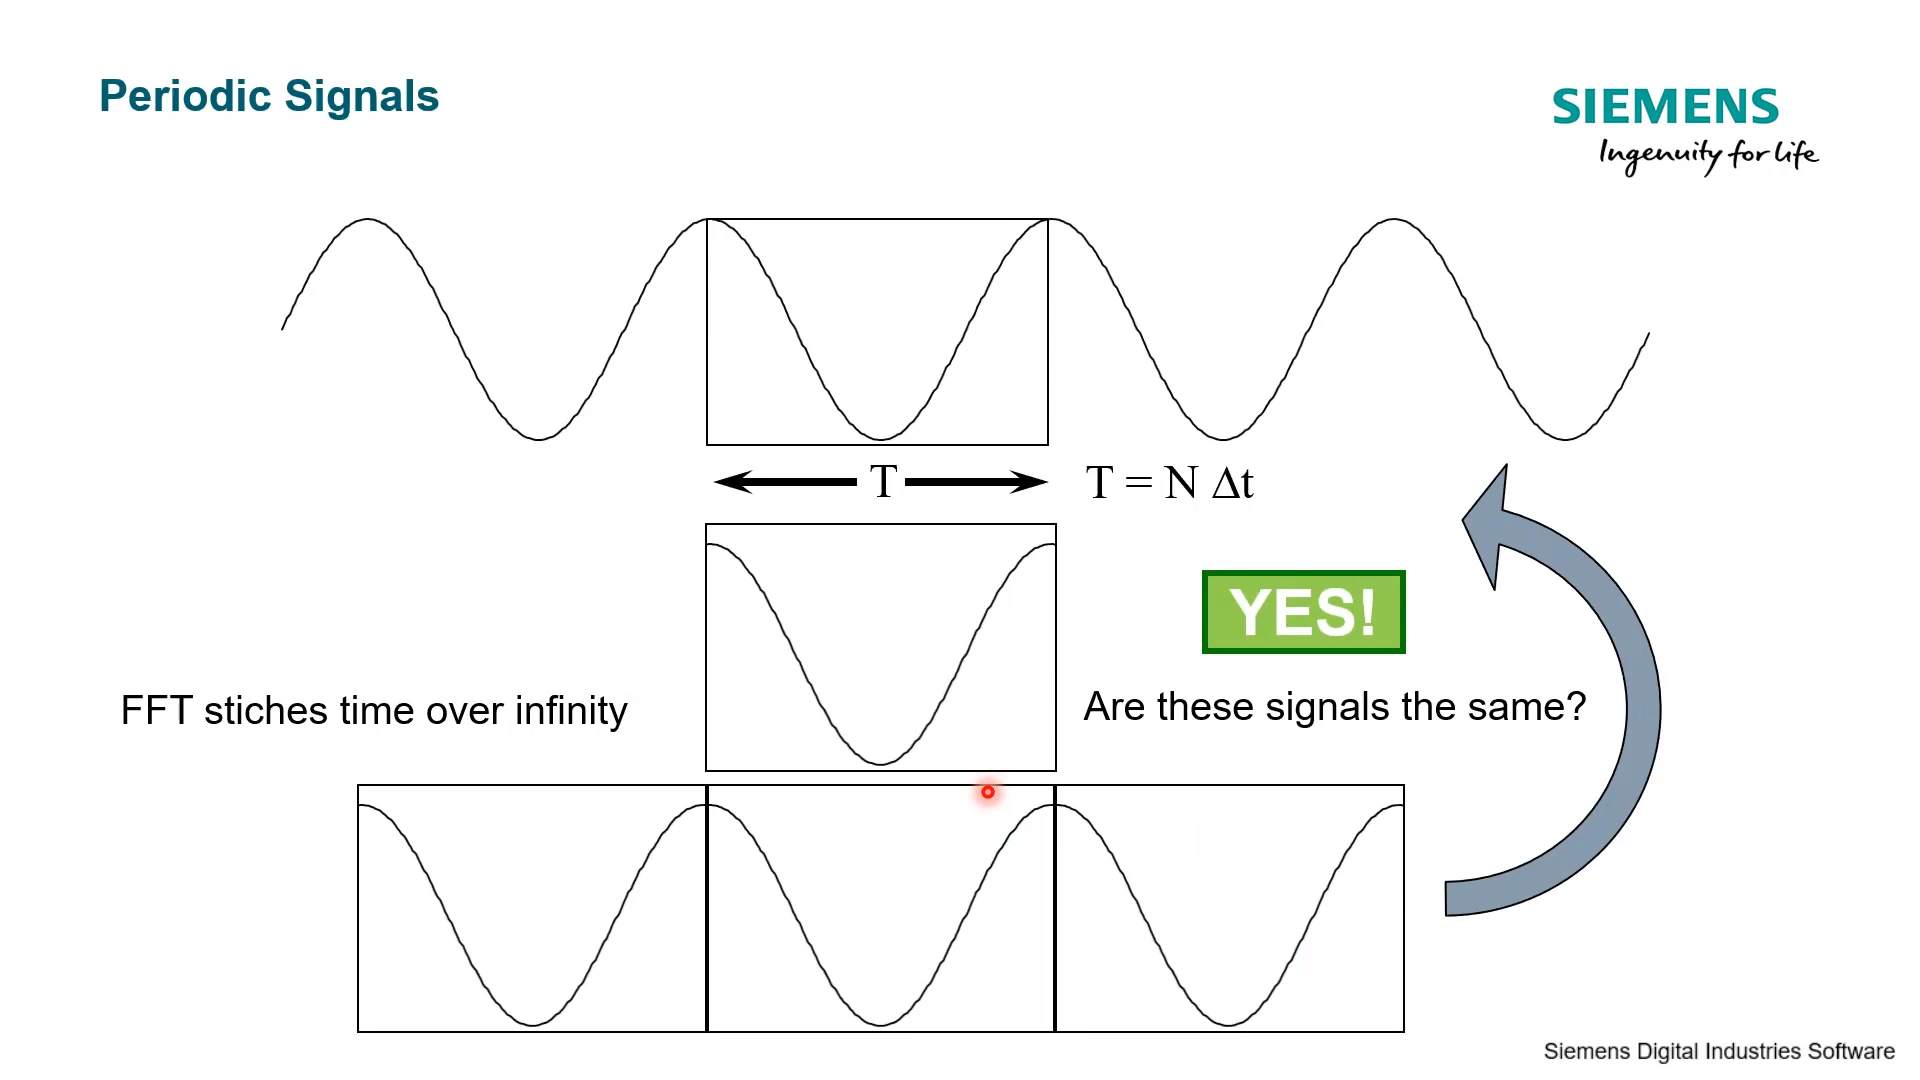 Periodic Signals
SIEMENS
Ingenuity for life
T
T = N Δt
YES!
FFT stiches time over infinity
Are these signals the same?
Siemens Digital Industries Software